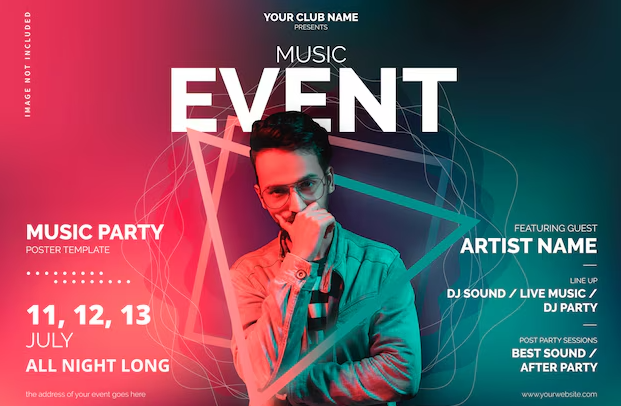 IMAGE NOT INCLUDED
YOUR CLUB NAME
PRESENTS
MUSIC
EVENT
MUSIC PARTY
POSTER TEMPLATE
11, 12, 13
JULY
ALL NIGHT LONG
the address of your event goes here
FEATURING GUEST
ARTIST NAME
LINE UP
DJ SOUND / LIVE MUSIC /
DJ PARTY
POST PARTY SESSIONS
BEST SOUND /
AFTER PARTY
www.yourwebsite.com